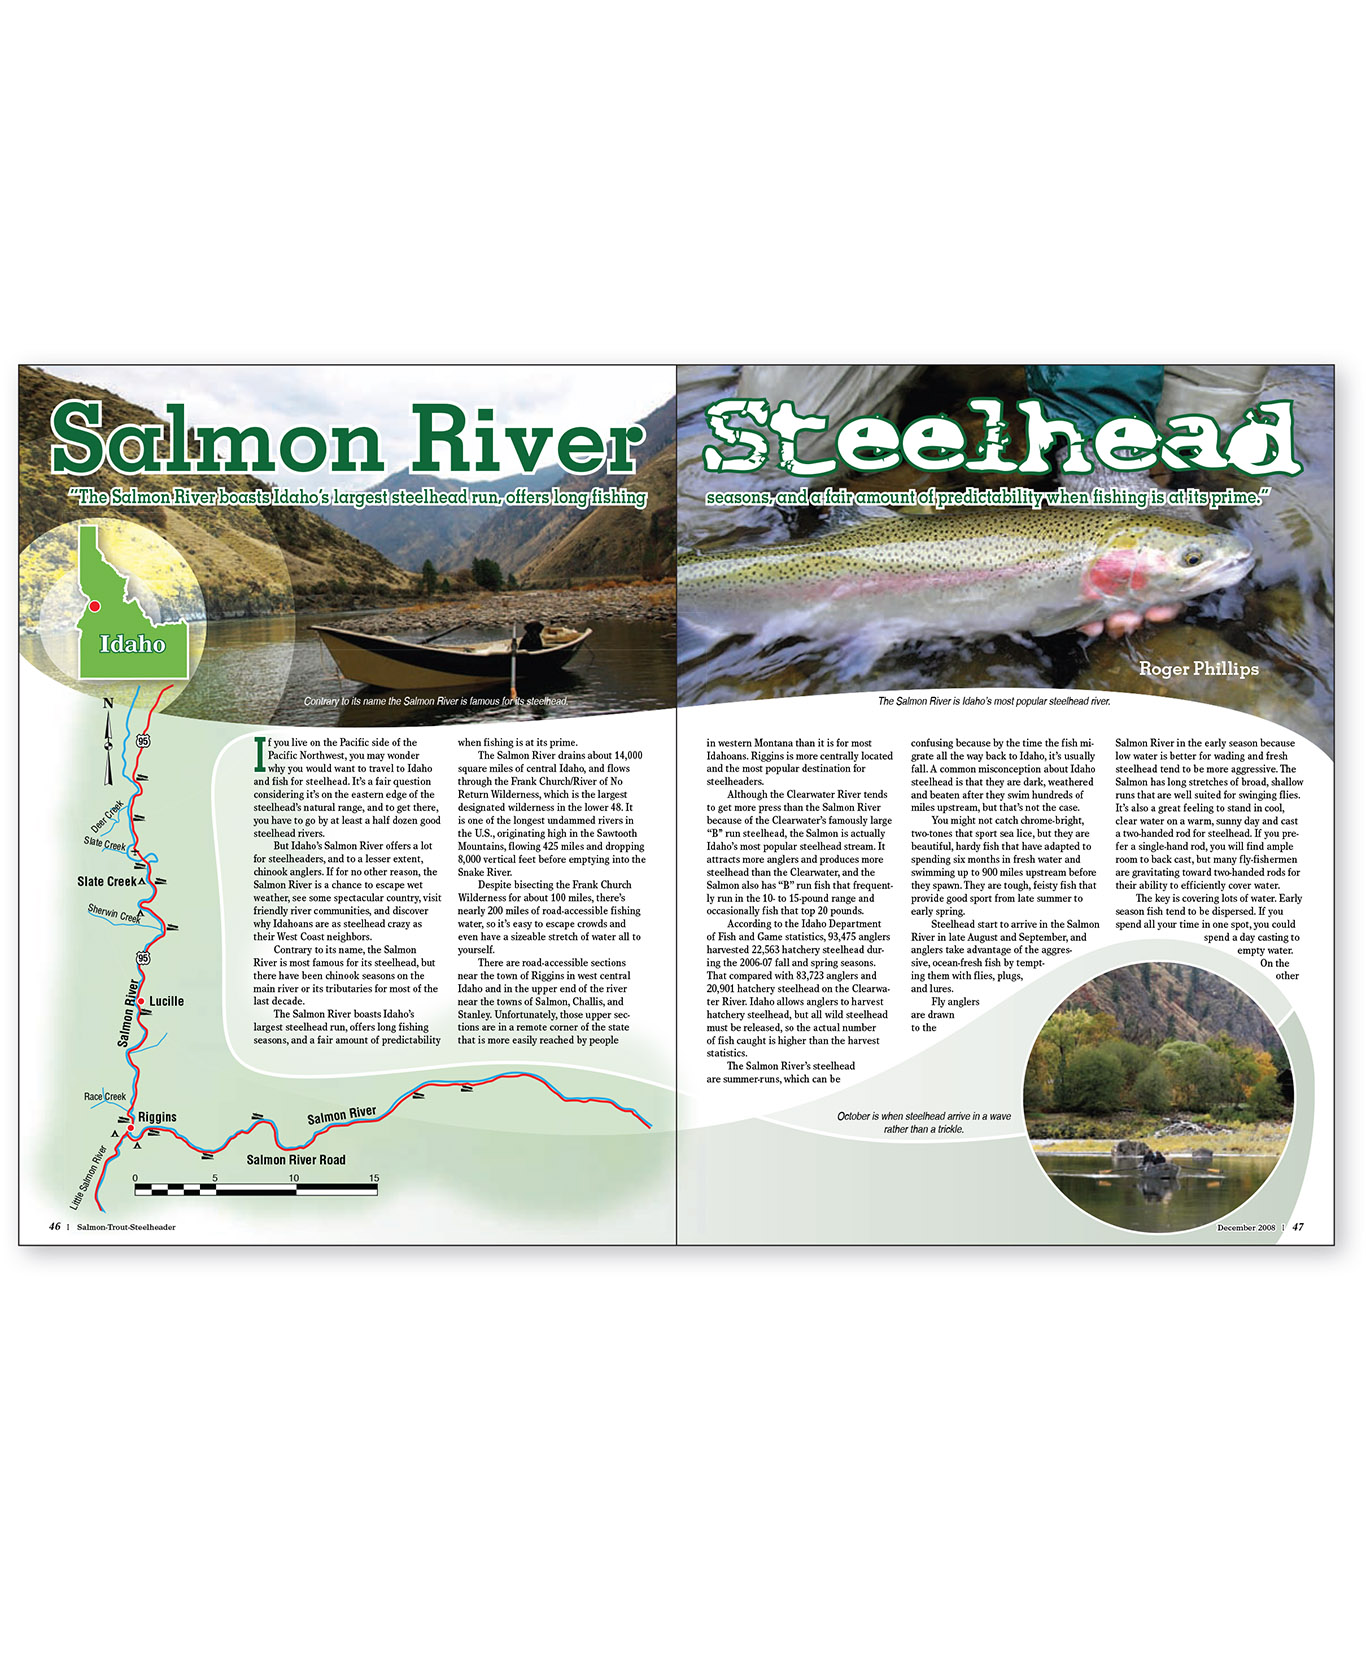 Salmon River Steelhead
"The Salmon River boasts Idaho's largest steelhead run, offers long fishing
seasons, and a fair amount of predictability when fishing is at its prime."
Idaho
Roger Phillips
Contrary to its name the Salmon River is famous for its steelhead.
The Salmon River is Idaho's most popular steelhead river.
N
95
Deer Creek
Slate Creek
Slate Creek
Sherwin Creek
95
Lucille
Salmon River
Race Creek
Riggins
Salmon River
Salmon River Road
Little Salmon River
0 5 10 15
If you live on the Pacific side of the
Pacific Northwest, you may wonder
why you would want to travel to Idaho
and fish for steelhead. It's a fair question
considering it's on the eastern edge of the
steelhead's natural range, and to get there,
you have to go by at least a half dozen good
steelhead rivers.
But Idaho's Salmon River offers a lot
for steelheaders, and to a lesser extent,
chinook anglers. If for no other reason, the
Salmon River is a chance to escape wet
weather, see some spectacular country, visit
friendly river communities, and discover
why Idahoans are as steelhead crazy as
their West Coast neighbors.
Contrary to its name, the Salmon
River is most famous for its steelhead, but
there have been chinook seasons on the
main river or its tributaries for most of the
last decade.
The Salmon River boasts Idaho's
largest steelhead run, offers long fishing
seasons, and a fair amount of predictability
when fishing is at its prime.
The Salmon River drains about 14,000
square miles of central Idaho, and flows
through the Frank Church/River of No
Return Wilderness, which is the largest
designated wilderness in the lower 48. It
is one of the longest undammed rivers in
the U.S., originating high in the Sawtooth
Mountains, flowing 425 miles and dropping
8,000 vertical feet before emptying into the
Snake River.
Despite bisecting the Frank Church
Wilderness for about 100 miles, there's
nearly 200 miles of road-accessible fishing
water, so it's easy to escape crowds and
even have a sizeable stretch of water all to
yourself.
There are road-accessible sections
near the town of Riggins in west central
Idaho and in the upper end of the river
near the towns of Salmon, Challis, and
Stanley. Unfortunately, those upper sec-
tions are in a remote corner of the state
that is more easily reached by people
in western Montana than it is for most
Idahoans. Riggins is more centrally located
and the most popular destination for
steelheaders.
Although the Clearwater River tends
to get more press than the Salmon River
because of the Clearwater's famously large
"B" run steelhead, the Salmon is actually
Idaho's most popular steelhead stream. It
attracts more anglers and produces more
steelhead than the Clearwater, and the
Salmon also has "B" run fish that frequent-
ly run in the 10- to 15-pound range and
occasionally fish that top 20 pounds.
According to the Idaho Department
of Fish and Game statistics, 93,475 anglers
harvested 22,563 hatchery steelhead dur-
ing the 2006-07 fall and spring seasons.
That compared with 83,723 anglers and
20,901 hatchery steelhead on the Clearwa-
ter River. Idaho allows anglers to harvest
hatchery steelhead, but all wild steelhead
must be released, so the actual number
of fish caught is higher than the harvest
statistics.
The Salmon River's steelhead
are summer-runs, which can be
confusing because by the time the fish mi-
grate all the way back to Idaho, it's usually
fall. A common misconception about Idaho
steelhead is that they are dark, weathered
and beaten after they swim hundreds of
miles upstream, but that's not the case.
You might not catch chrome-bright,
two-tones that sport sea lice, but they are
beautiful, hardy fish that have adapted to
spending six months in fresh water and
swimming up to 900 miles upstream before
they spawn. They are tough, feisty fish that
provide good sport from late summer to
early spring.
Steelhead start to arrive in the Salmon
River in late August and September, and
anglers take advantage of the aggres-
sive, ocean-fresh fish by tempt-
ing them with flies, plugs,
and lures.
Fly anglers
are drawn
to the
Salmon River in the early season because
low water is better for wading and fresh
steelhead tend to be more aggressive. The
Salmon has long stretches of broad, shallow
runs that are well suited for swinging flies.
It's also a great feeling to stand in cool,
clear water on a warm, sunny day and cast
a two-handed rod for steelhead. If you pre-
fer a single-hand rod, you will find ample
room to back cast, but many fly-fishermen
are gravitating toward two-handed rods for
their ability to efficiently cover water.
The key is covering lots of water. Early
season fish tend to be dispersed. If you
spend all your time in one spot, you could
spend a day casting to
empty water.
On the
other
October is when steelhead arrive in a wave
rather than a trickle.
46 | Salmon-Trout-Steelheader
December 2008 | 47